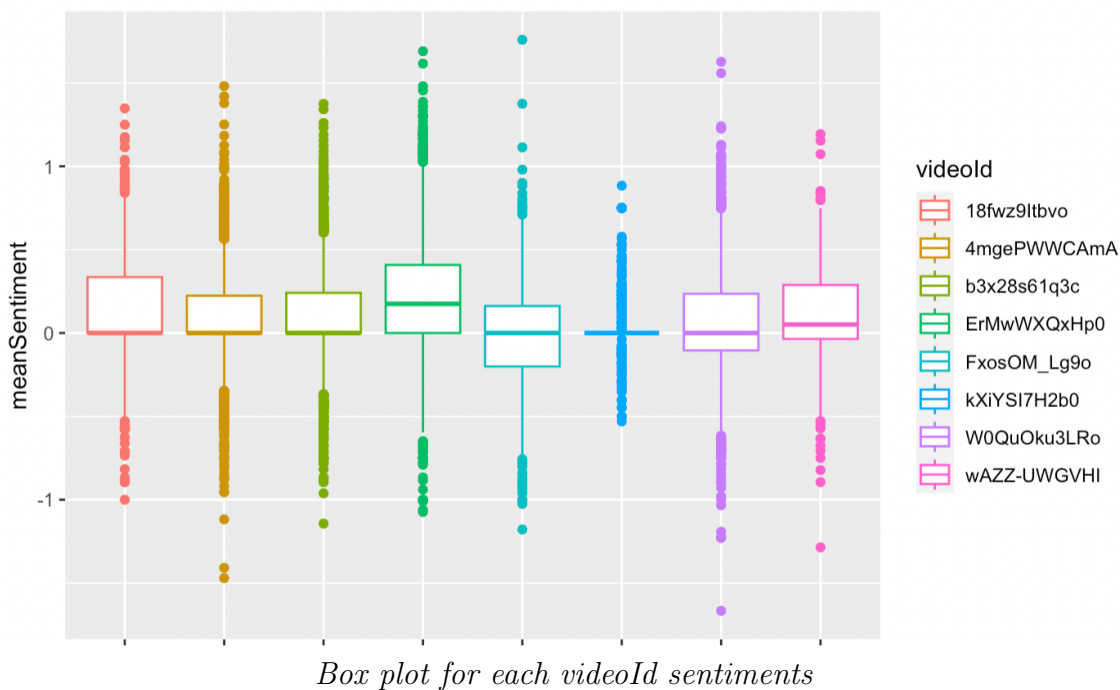 meanSentiment
1
0
-1
videoId
18fwz9Itbvo
4mgePWWCAmA
b3x28s61q3c
ErMwWXQxHp0
FxosOM_Lg9o
kXiYSI7H2b0
W0QuOku3LRo
wAZZ-UWGVHI
Box plot for each videoId sentiments